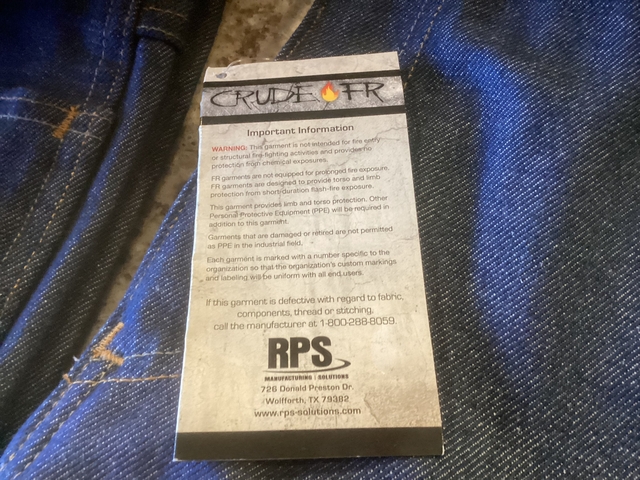 CRUDE FR
Important Information
WARNING: This garment is not intended for fire entry
or structural fire fighting activities and provides no
protection from chemical exposures.
FR garments are not equipped for prolonged fire exposure.
FR garments are designed to provide torso and limb
protection from short duration flash-fire exposure.
This garment provides limb and torso protection. Other
Personal Protective Equipment (PPE) will be required in
addition to this garment.
Garments that are damaged or retired are not permitted
as PPE in the industrial field.
Each garment is marked with a number specific to the
organization so that the organization's custom markings
and labeling will be uniform with all end users.
If this garment is defective with regard to fabric,
components, thread or stitching,
call the manufacturer at 1-800-288-8059.
RPS
MANUFACTURING | SOLUTIONS
726 Donald Preston Dr.
Wolfforth, TX 79382
www.rps-solutions.com